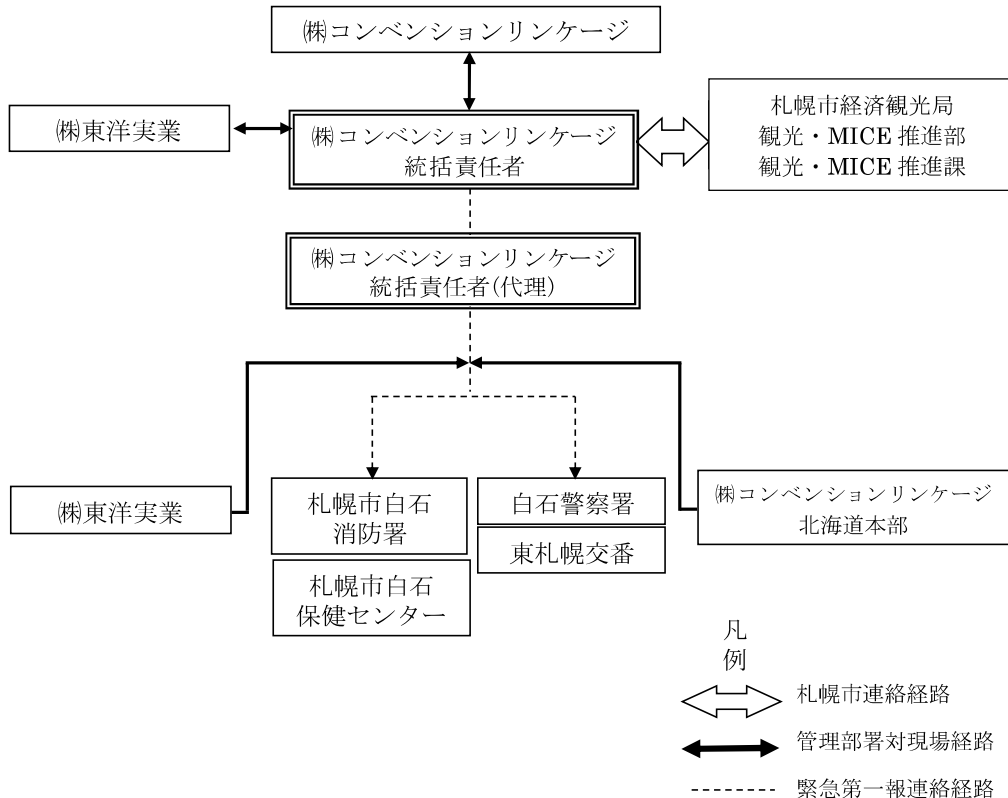 ㈱コンベンションリンケージ
㈱東洋実業
㈱コンベンションリンケージ
統括責任者
札幌市経済観光局
観光・MICE 推進部
観光・MICE 推進課
㈱コンベンションリンケージ
統括責任者(代理)
㈱東洋実業
札幌市白石
消防署
札幌市白石
保健センター
白石警察署
東札幌交番
㈱コンベンションリンケージ
北海道本部
凡
例
札幌市連絡経路
管理部署対現場経路
緊急第一報連絡経路